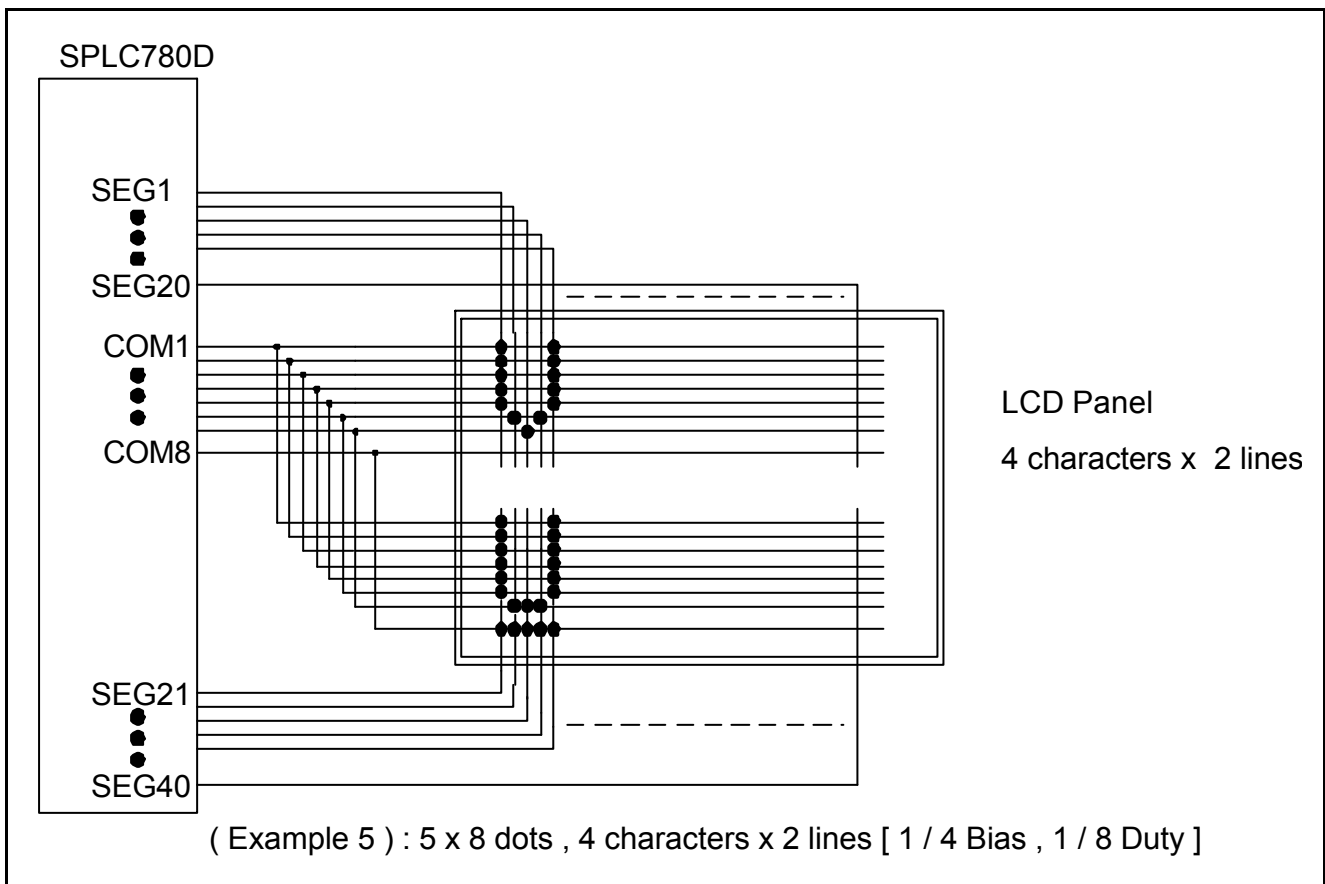 SPLC780D
SEG1
SEG20
COM1
COM8
LCD Panel
4 characters x 2 lines
SEG21
SEG40
( Example 5 ) : 5 x 8 dots , 4 characters x 2 lines [ 1 / 4 Bias , 1 / 8 Duty ]